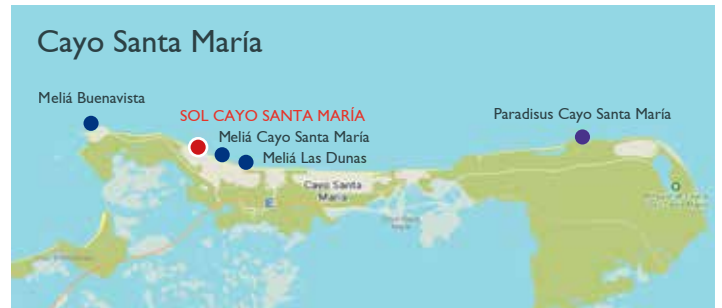 Cayo Santa María
Meliá Buenavista
SOL CAYO SANTA MARÍA
Paradisus Cayo Santa María
Meliá Cayo Santa María
Meliá Las Dunas
Cayo Santa
María
E